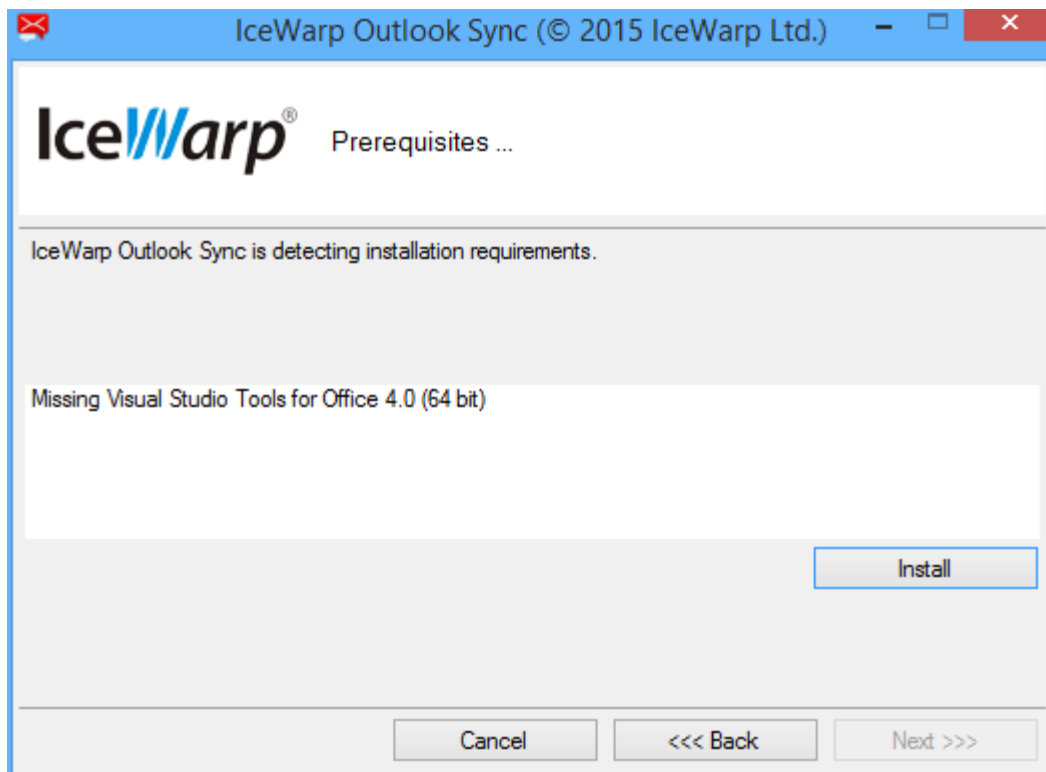 IceWarp Outlook Sync (© 2015 IceWarp Ltd.)
IceWarp® Prerequisites ...
IceWarp Outlook Sync is detecting installation requirements.
Missing Visual Studio Tools for Office 4.0 (64 bit)
Install
Cancel <<< Back Next >>>